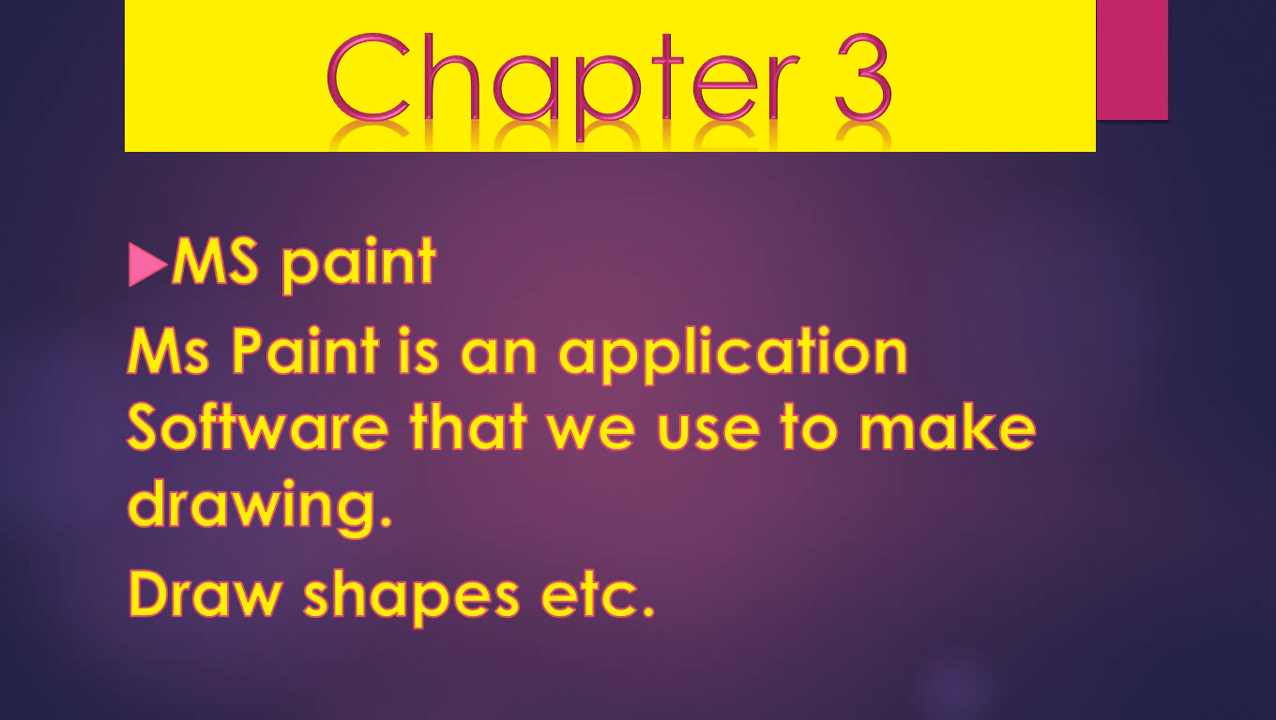 Chapter 3
MS paint
Ms Paint is an application
Software that we use to make
drawing.
Draw shapes etc.